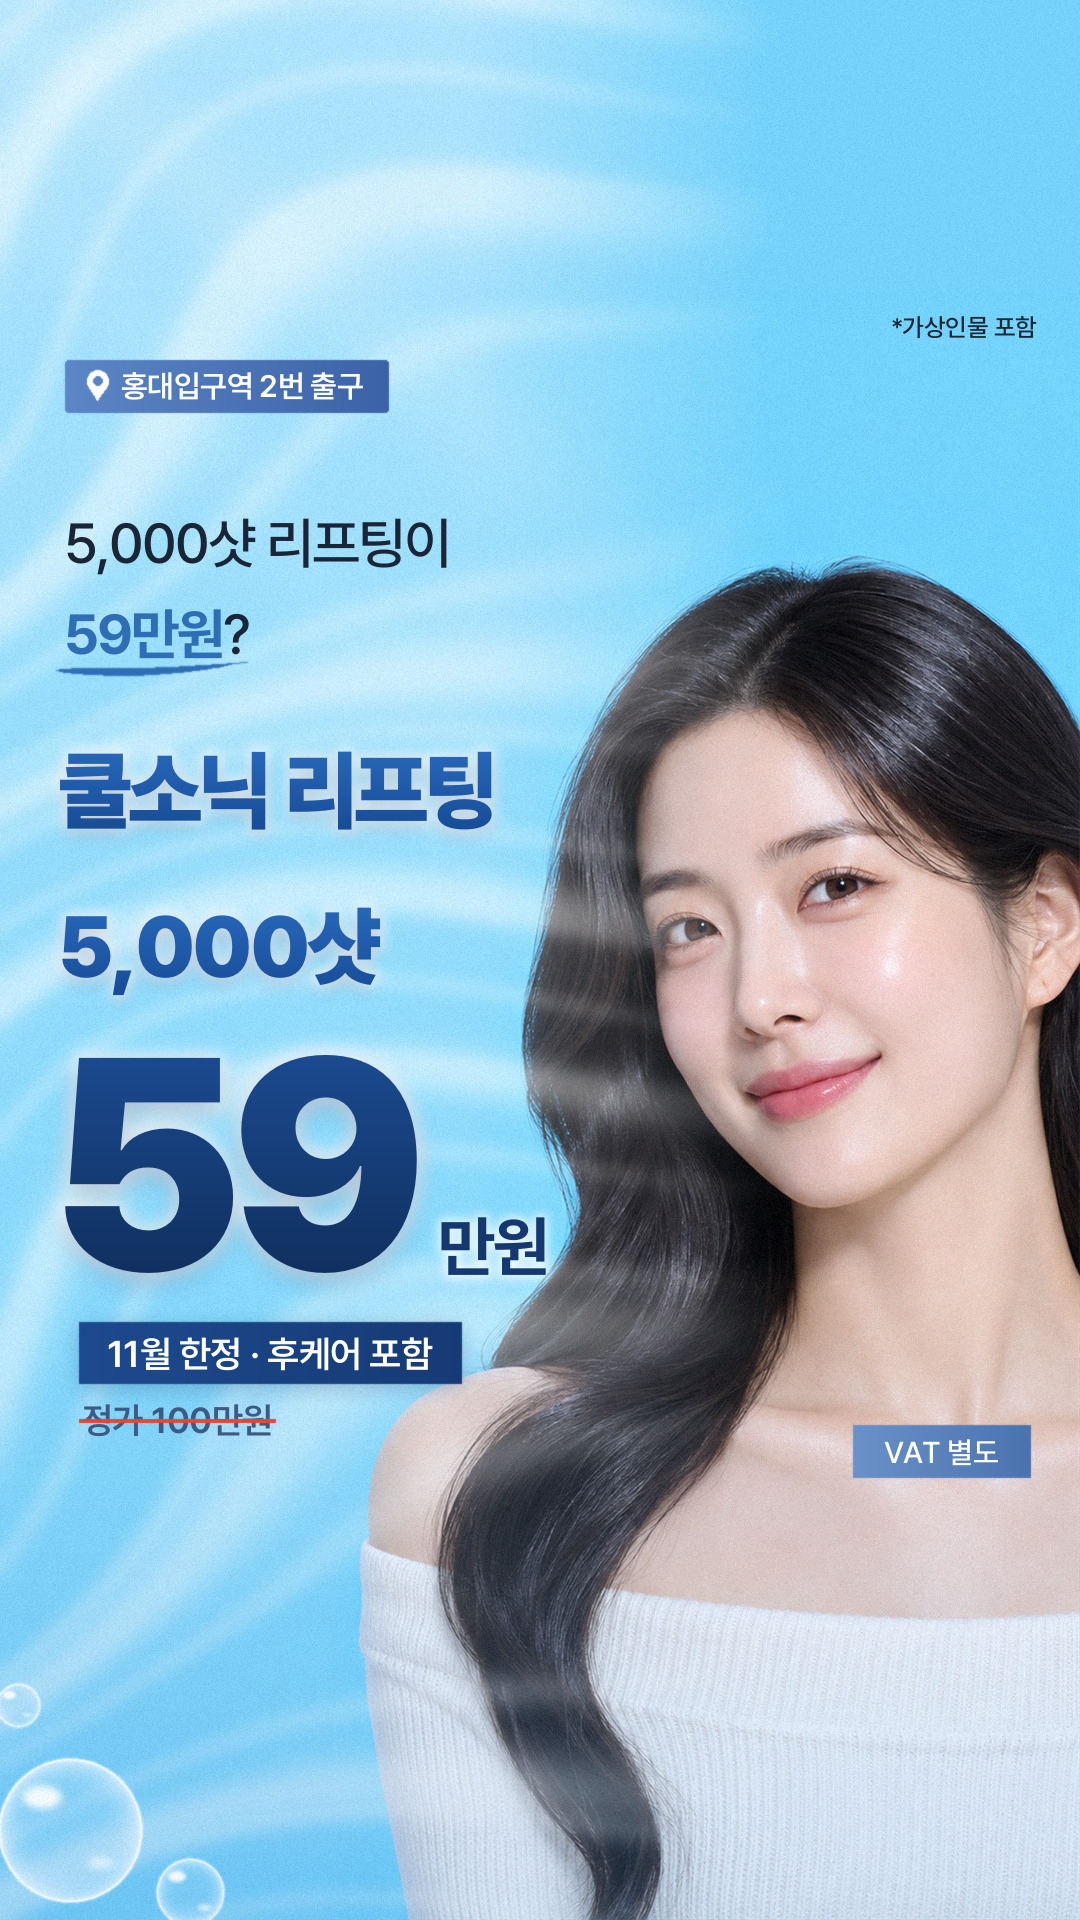 *가상인물 포함
홍대입구역 2번 출구
5,000샷 리프팅이
59만원?
쿨소닉 리프팅
5,000샷
59만원
11월 한정 · 후케어 포함
정가 100만원
VAT 별도